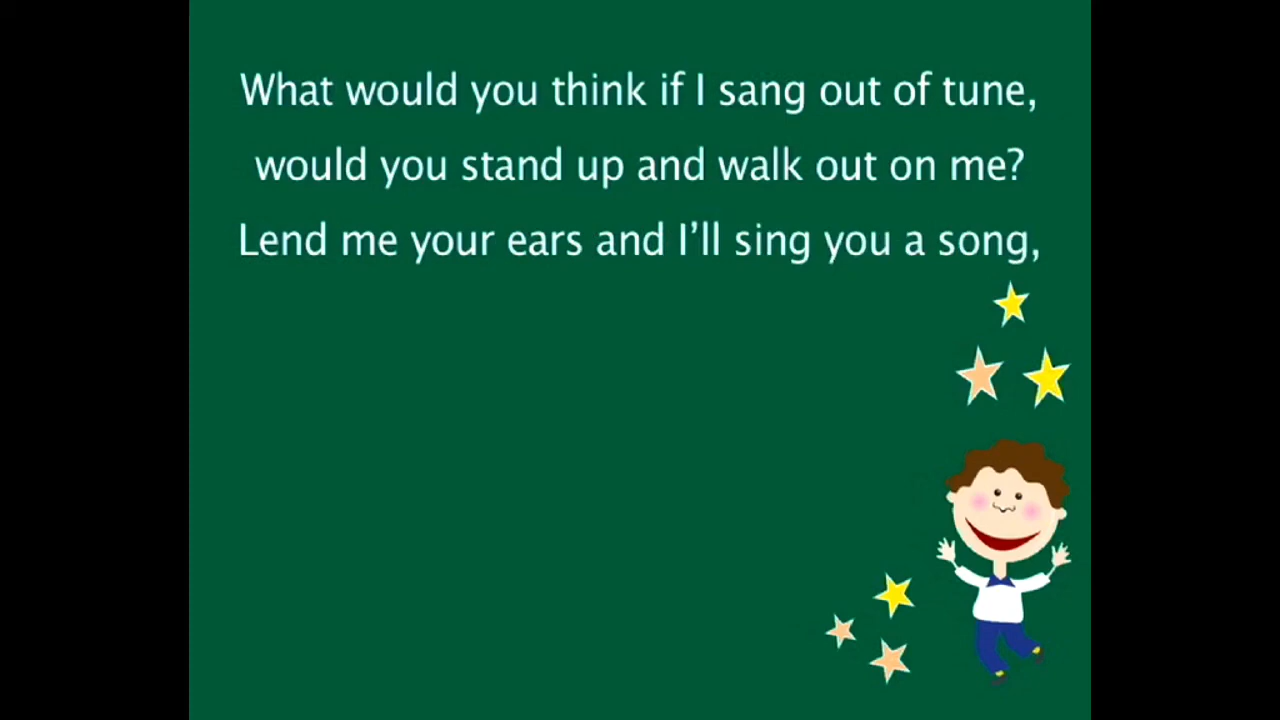 What would you think if I sang out of tune,
would you stand up and walk out on me?
Lend me your ears and I’ll sing you a song,